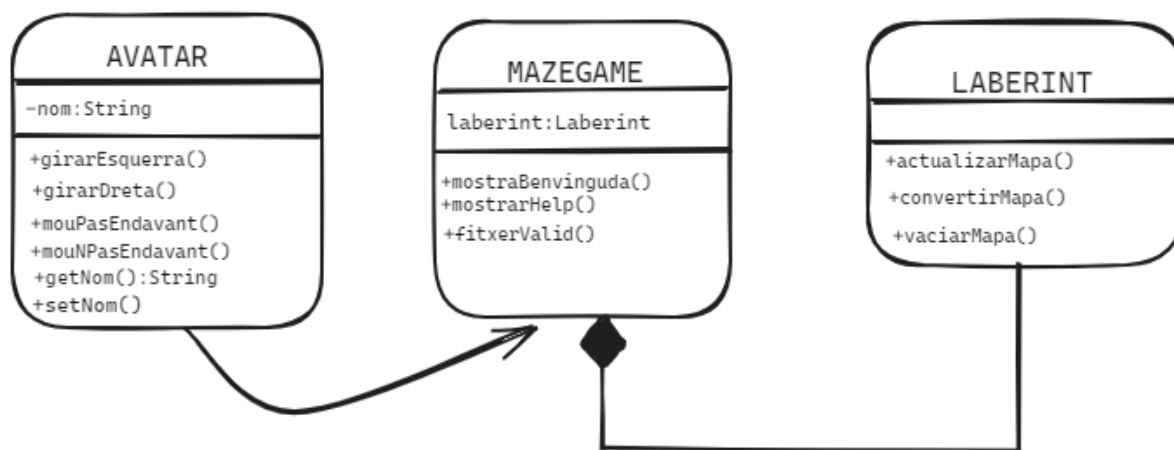 AVATAR
-nom:String
+girarEsquerra()
+girarDreta()
+mouPasEndavant()
+mouNPasEndavant()
+getNom():String
+setNom()
MAZEGAME
laberint:Laberint
+mostraBenvinguda()
+mostrarHelp()
+fitxerValid()
LABERINT
+actualizarMapa()
+convertirMapa()
+vaciarMapa()